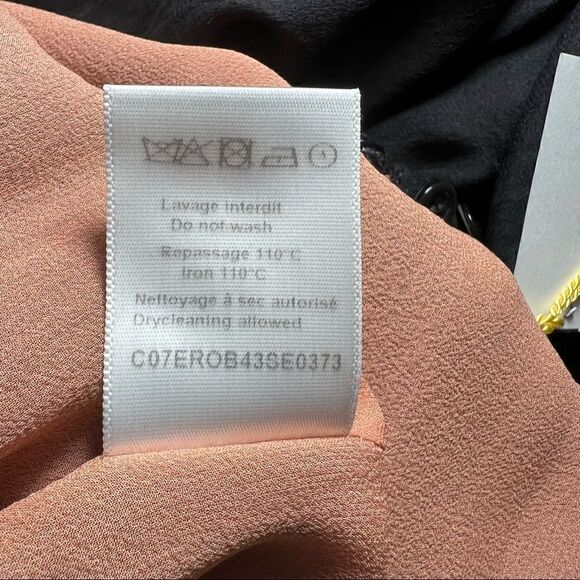 Lavage interdit
Do not wash
Repassage 110°C
Iron 110°C
Nettoyage à sec autorisé
Drycleaning allowed
C07EROB43SE0373